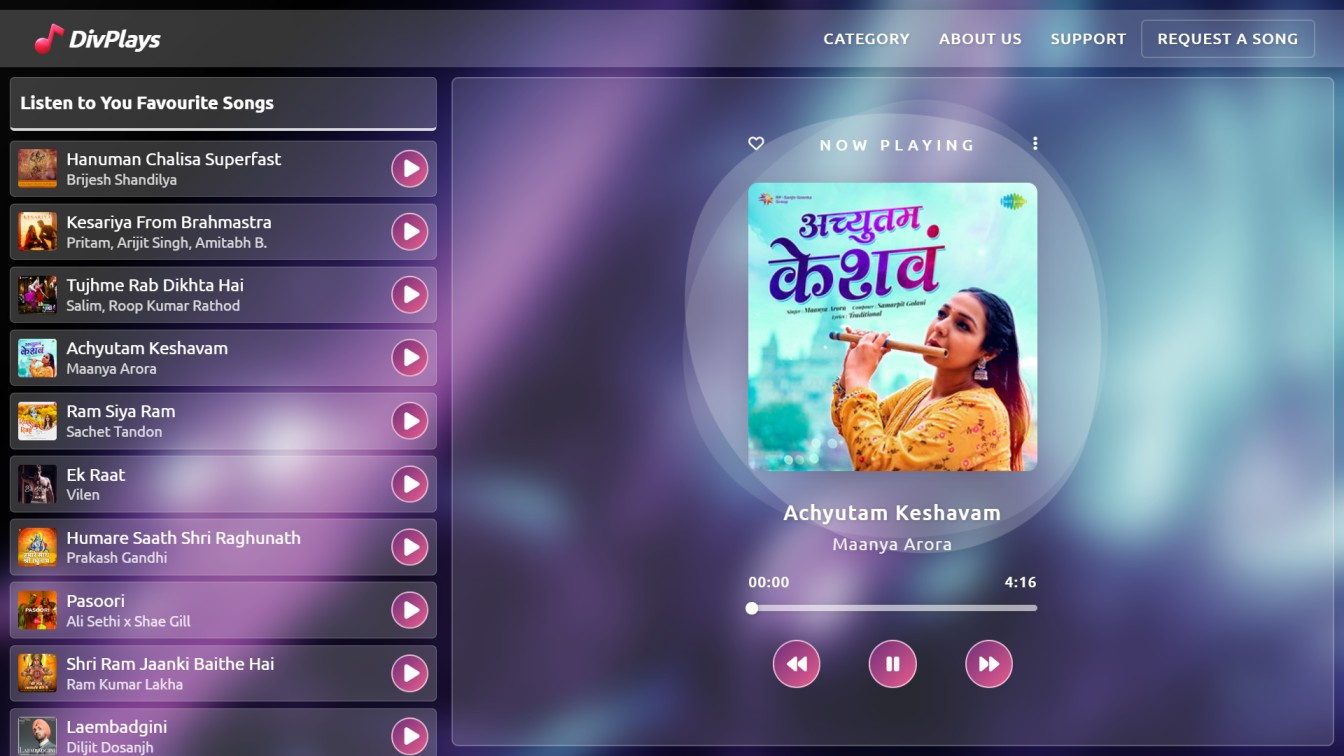 DivPlays
CATEGORY
ABOUT US
SUPPORT
REQUEST A SONG
Listen to You Favourite Songs
Hanuman Chalisa Superfast
Brijesh Shandilya
Kesariya From Brahmastra
Pritam, Arijit Singh, Amitabh B.
Tujhme Rab Dikhta Hai
Salim, Roop Kumar Rathod
Achyutam Keshavam
Maanya Arora
Ram Siya Ram
Sachet Tandon
Ek Raat
Vilen
Humare Saath Shri Raghunath
Prakash Gandhi
Pasoori
Ali Sethi x Shae Gill
Shri Ram Jaanki Baithe Hai
Ram Kumar Lakha
Laembadgini
Diljit Dosanjh
NOW PLAYING
अच्युतम
केशवं
Singer : Maanya Arora Composer : Samarpit Golani
Lyrics : Traditional
Achyutam Keshavam
Maanya Arora
00:00
4:16